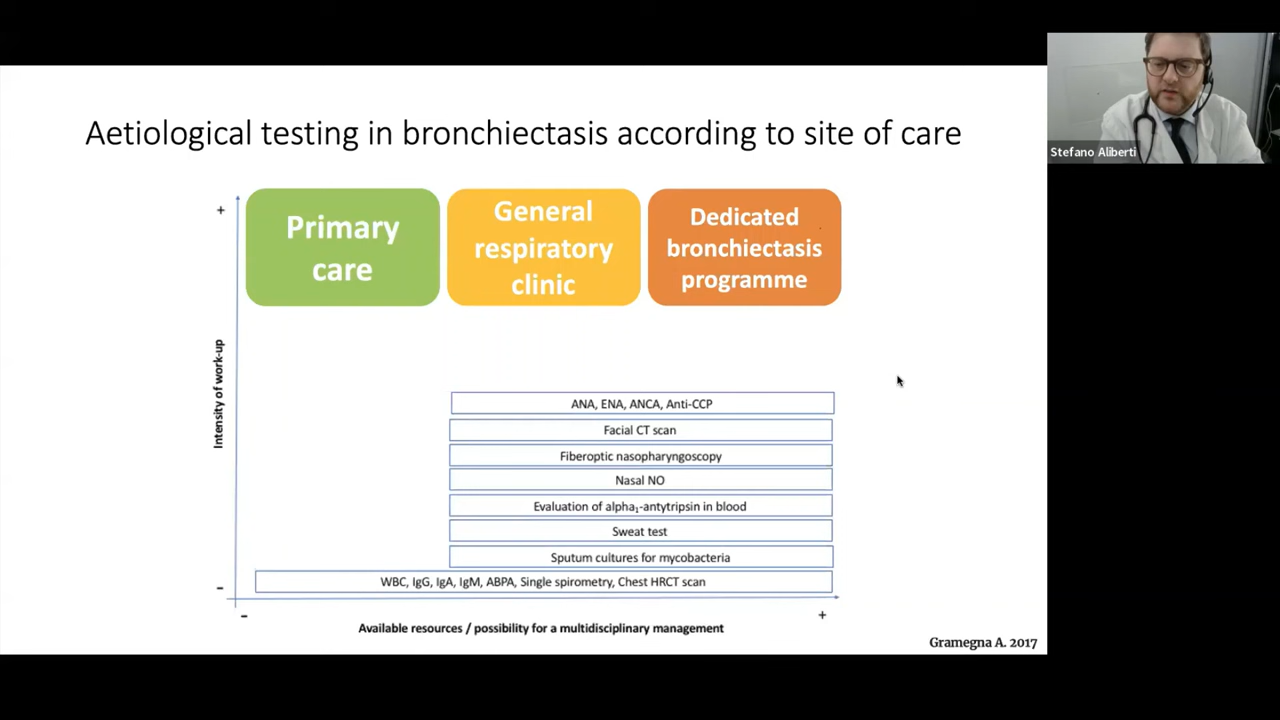 Aetiological testing in bronchiectasis according to site of care
Stefano Aliberti
+
Primary
care
General
respiratory
clinic
Dedicated
bronchiectasis
programme
Intensity of work-up
ANA, ENA, ANCA, Anti-CCP
Facial CT scan
Fiberoptic nasopharyngoscopy
Nasal NO
Evaluation of alpha₁-antytripsin in blood
Sweat test
Sputum cultures for mycobacteria
WBC, IgG, IgA, IgM, ABPA, Single spirometry, Chest HRCT scan
–
– +
Available resources / possibility for a multidisciplinary management
Gramegna A. 2017